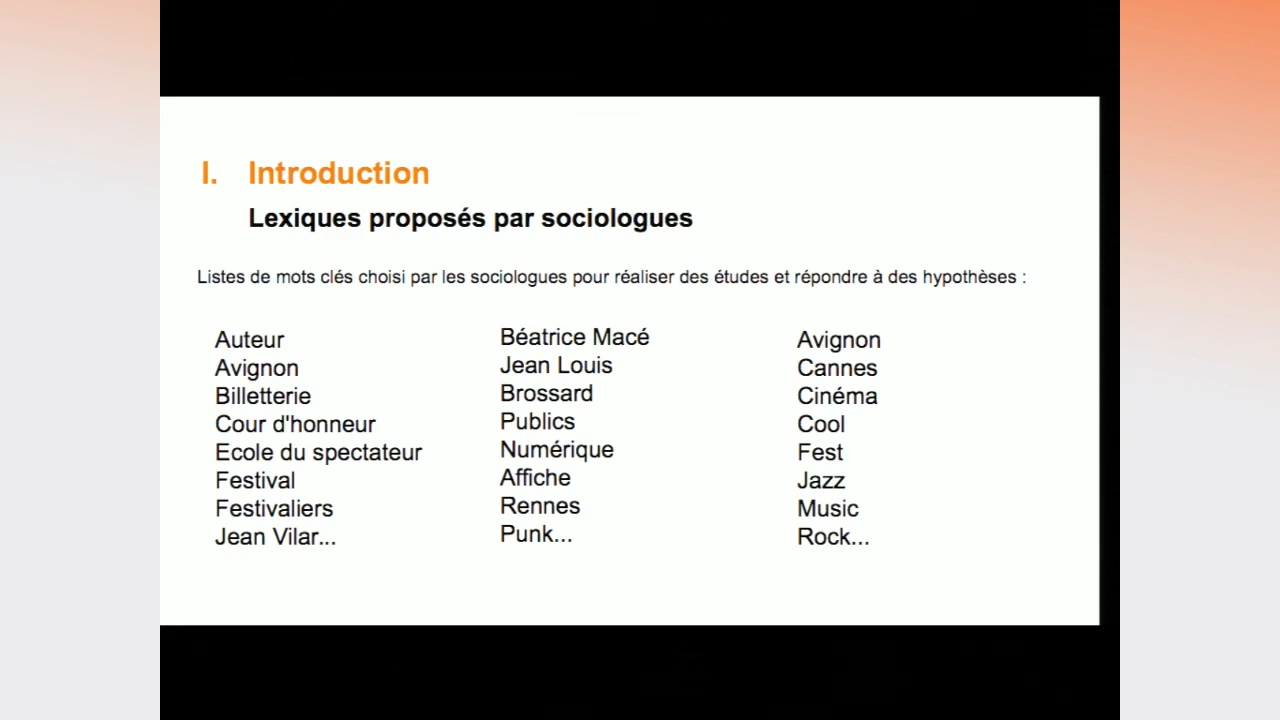 I. Introduction
Lexiques proposés par sociologues
Listes de mots clés choisi par les sociologues pour réaliser des études et répondre à des hypothèses :
Auteur
Avignon
Billetterie
Cour d'honneur
Ecole du spectateur
Festival
Festivaliers
Jean Vilar...
Béatrice Macé
Jean Louis
Brossard
Publics
Numérique
Affiche
Rennes
Punk...
Avignon
Cannes
Cinéma
Cool
Fest
Jazz
Music
Rock...